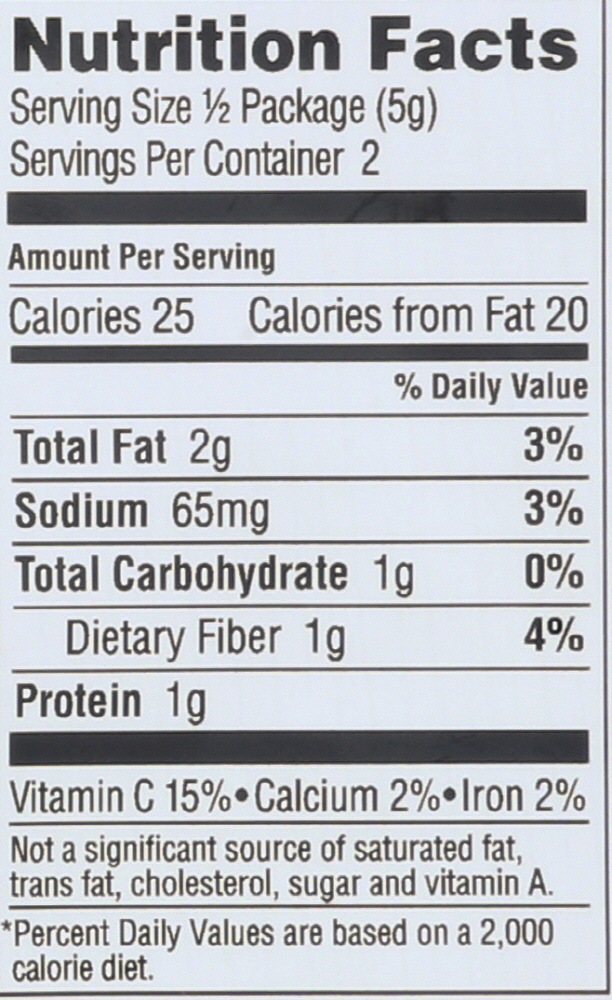 Nutrition Facts
Serving Size ½ Package (5g)
Servings Per Container 2
Amount Per Serving
Calories 25 Calories from Fat 20
% Daily Value
Total Fat 2g 3%
Sodium 65mg 3%
Total Carbohydrate 1g 0%
Dietary Fiber 1g 4%
Protein 1g
Vitamin C 15%•Calcium 2%•Iron 2%
Not a significant source of saturated fat,
trans fat, cholesterol, sugar and vitamin A.
*Percent Daily Values are based on a 2,000
calorie diet.